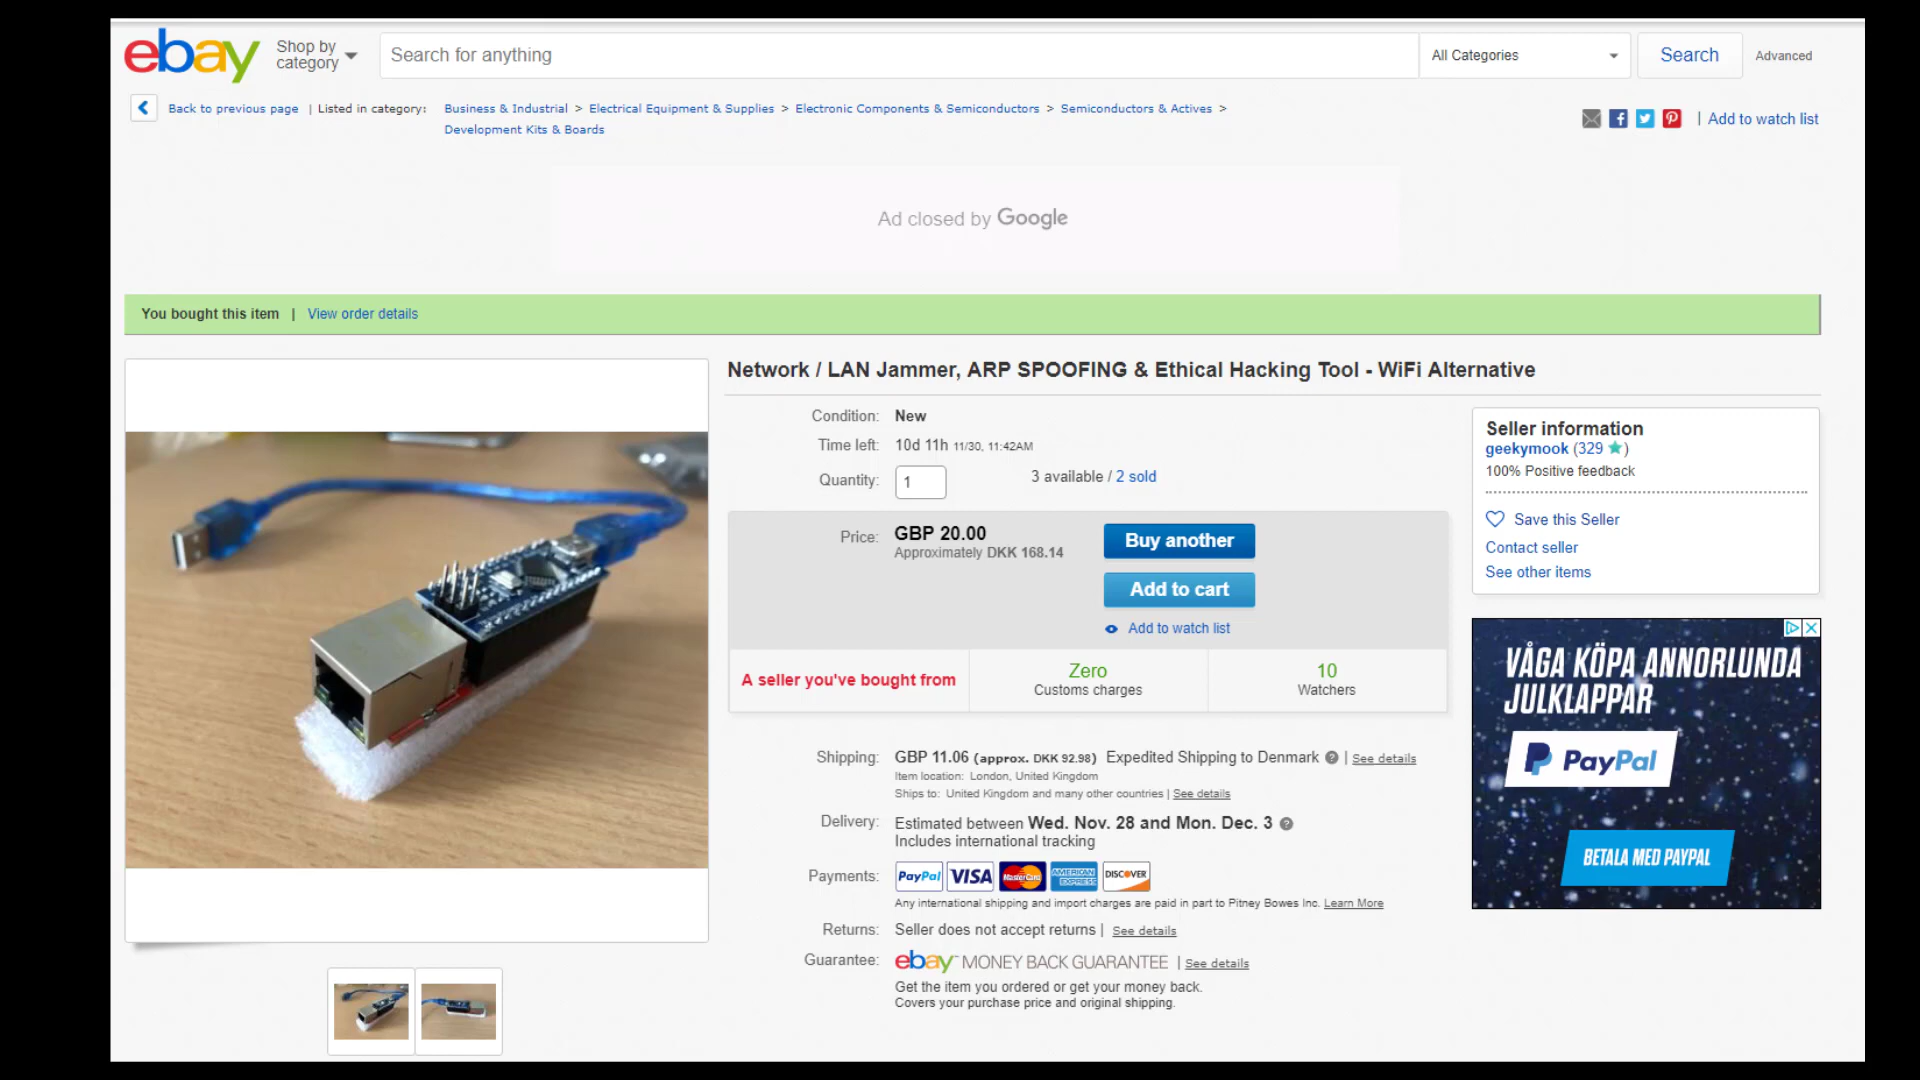 ebay
Shop by
category
Search for anything
All Categories
Search
Advanced
Back to previous page | Listed in category: Business & Industrial > Electrical Equipment & Supplies > Electronic Components & Semiconductors > Semiconductors & Actives >
Development Kits & Boards
| Add to watch list
Ad closed by Google
You bought this item | View order details
Network / LAN Jammer, ARP SPOOFING & Ethical Hacking Tool - WiFi Alternative
Condition: New
Time left: 10d 11h 11/30, 11:42AM
Quantity: 1 3 available / 2 sold
Price: GBP 20.00
Approximately DKK 168.14
Buy another
Add to cart
Add to watch list
A seller you've bought from
Zero
Customs charges
10
Watchers
Shipping: GBP 11.06 (approx. DKK 92.98) Expedited Shipping to Denmark | See details
Item location: London, United Kingdom
Ships to: United Kingdom and many other countries | See details
Delivery: Estimated between Wed. Nov. 28 and Mon. Dec. 3
Includes international tracking
Payments: PayPal VISA MasterCard AMERICAN EXPRESS DISCOVER
Any international shipping and import charges are paid in part to Pitney Bowes Inc. Learn More
Returns: Seller does not accept returns | See details
Guarantee: ebay MONEY BACK GUARANTEE | See details
Get the item you ordered or get your money back.
Covers your purchase price and original shipping.
Seller information
geekymook (329 )
100% Positive feedback
Save this Seller
Contact seller
See other items
VÅGA KÖPA ANNORLUNDA
JULKLAPPAR
PayPal
BETALA MED PAYPAL